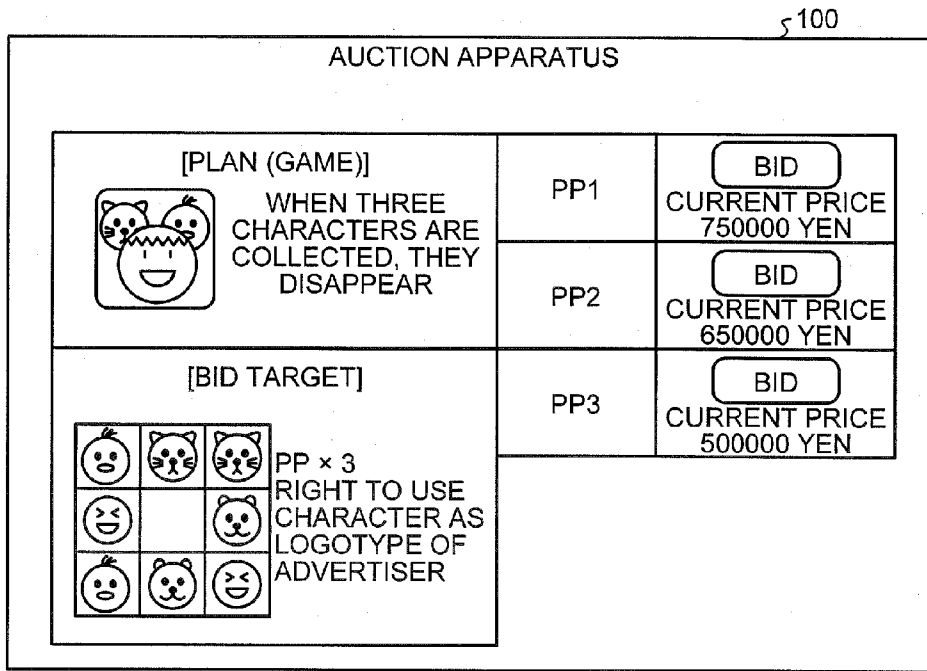 100
AUCTION APPARATUS
[PLAN (GAME)]
WHEN THREE
CHARACTERS ARE
COLLECTED, THEY
DISAPPEAR
PP1
BID
CURRENT PRICE
750000 YEN
PP2
BID
CURRENT PRICE
650000 YEN
[BID TARGET]
PP × 3
RIGHT TO USE
CHARACTER AS
LOGOTYPE OF
ADVERTISER
PP3
BID
CURRENT PRICE
500000 YEN